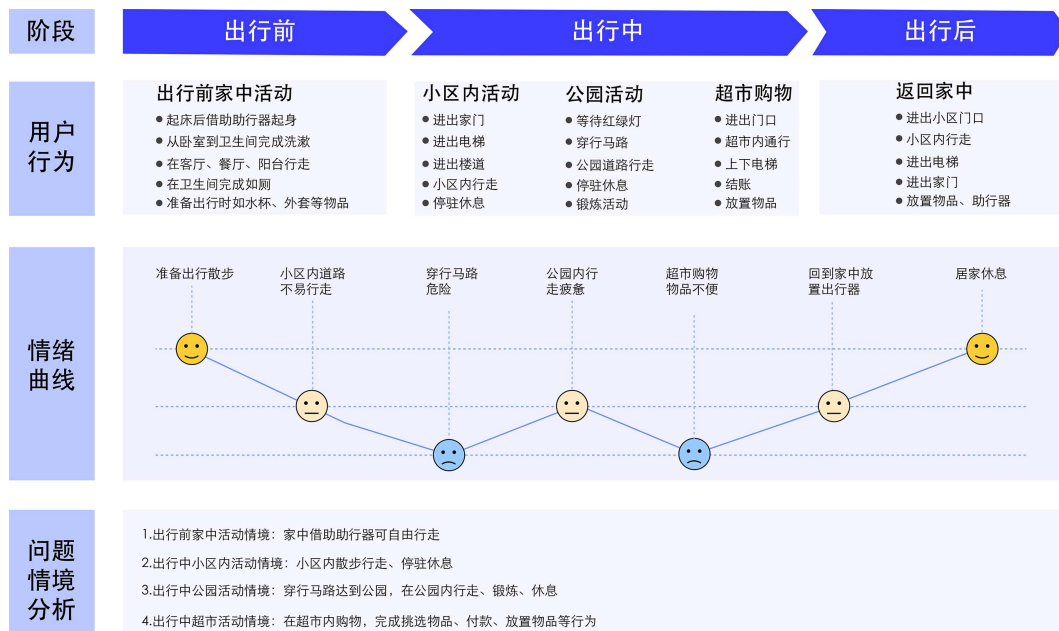 阶段
出行前
出行中
出行后
用户
行为
出行前家中活动
起床后借助助行器起身
从卧室到卫生间完成洗漱
在客厅、餐厅、阳台行走
在卫生间完成如厕
准备出行时如水杯、外套等物品
小区内活动
进出家门
进出电梯
进出楼道
小区内行走
停驻休息
公园活动
等待红绿灯
穿行马路
公园道路行走
停驻休息
锻炼活动
超市购物
进出门口
超市内通行
上下电梯
结账
放置物品
返回家中
进出小区门口
小区内行走
进出电梯
进出家门
放置物品、助行器
情绪
曲线
准备出行散步
小区内道路
不易行走
穿行马路
危险
公园内行
走疲惫
超市购物
物品不便
回到家中放
置出行器
居家休息
问题
情境
分析
1.出行前家中活动情境：家中借助助行器可自由行走
2.出行中小区内活动情境：小区内散步行走、停驻休息
3.出行中公园活动情境：穿行马路达到公园，在公园内行走、锻炼、休息
4.出行中超市活动情境：在超市内购物，完成挑选物品、付款、放置物品等行为